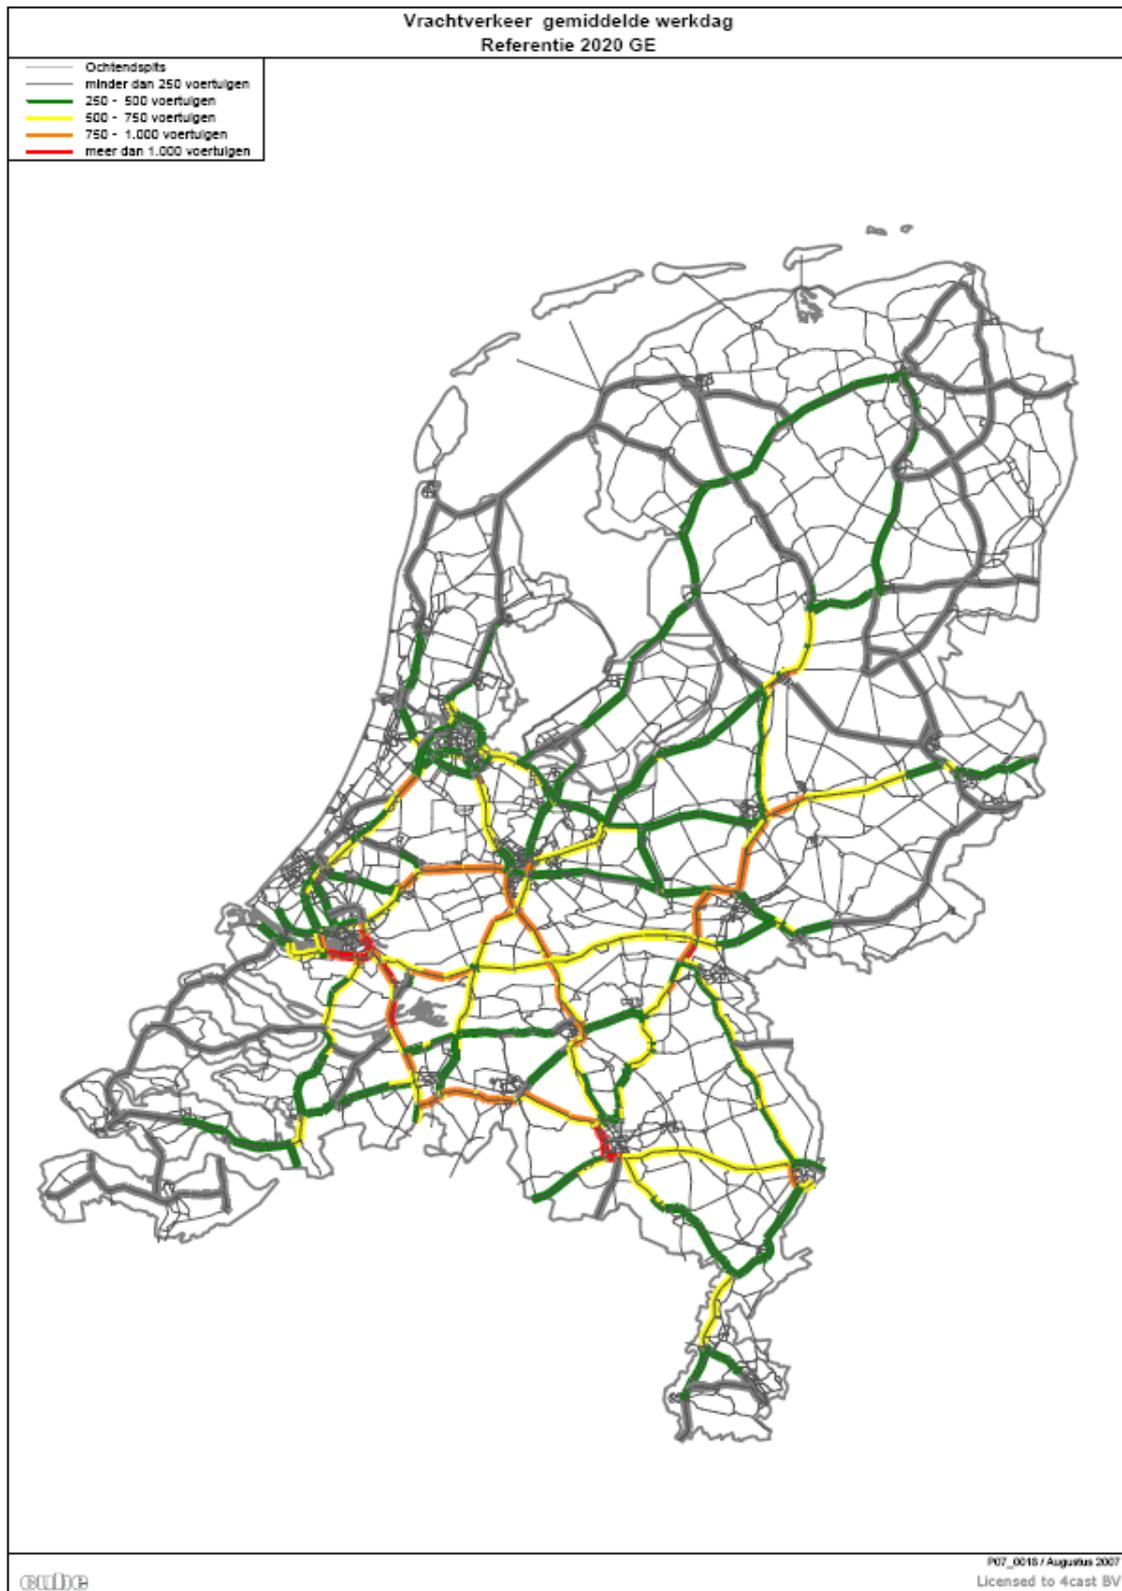 Vrachtverkeer gemiddelde werkdag
Referentie 2020 GE
Ochtendspits
minder dan 250 voertuigen
250 - 500 voertuigen
500 - 750 voertuigen
750 - 1.000 voertuigen
meer dan 1.000 voertuigen
P07_0018 / Augustus 2007
cube
Licensed to 4cast BV